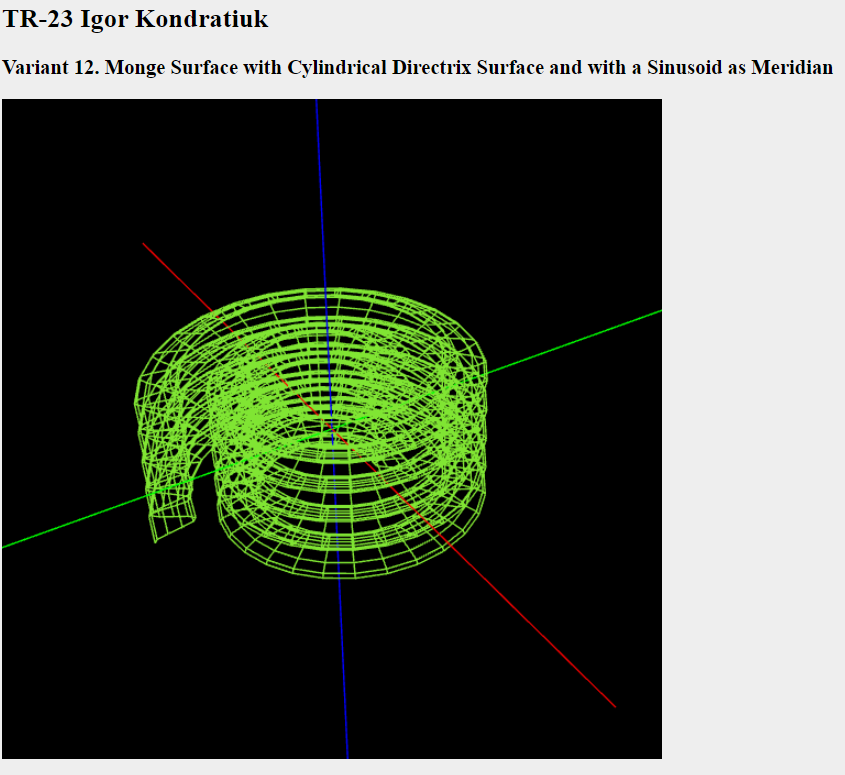 TR-23 Igor Kondratiuk
Variant 12. Monge Surface with Cylindrical Directrix Surface and with a Sinusoid as Meridian